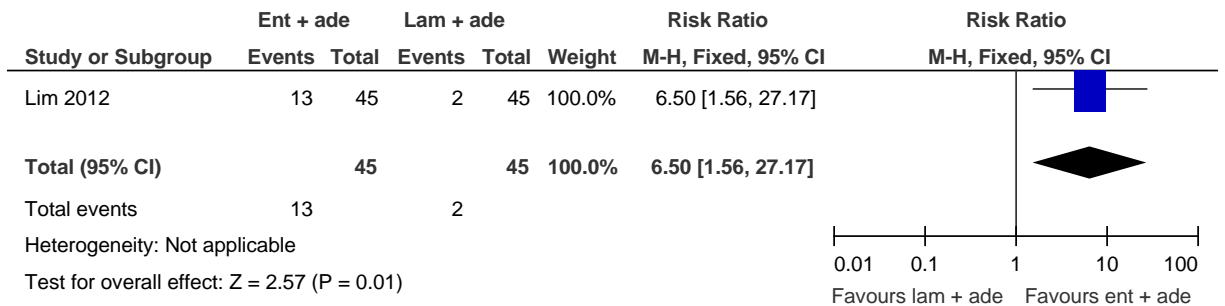 Ent + ade Lam + ade Risk Ratio Risk Ratio
Study or Subgroup Events Total Events Total Weight M-H, Fixed, 95% CI M-H, Fixed, 95% CI
Lim 2012 13 45 2 45 100.0% 6.50 [1.56, 27.17]
Total (95% CI) 45 45 100.0% 6.50 [1.56, 27.17]
Total events 13 2
Heterogeneity: Not applicable
Test for overall effect: Z = 2.57 (P = 0.01)
0.01 0.1 1 10 100
Favours lam + ade Favours ent + ade